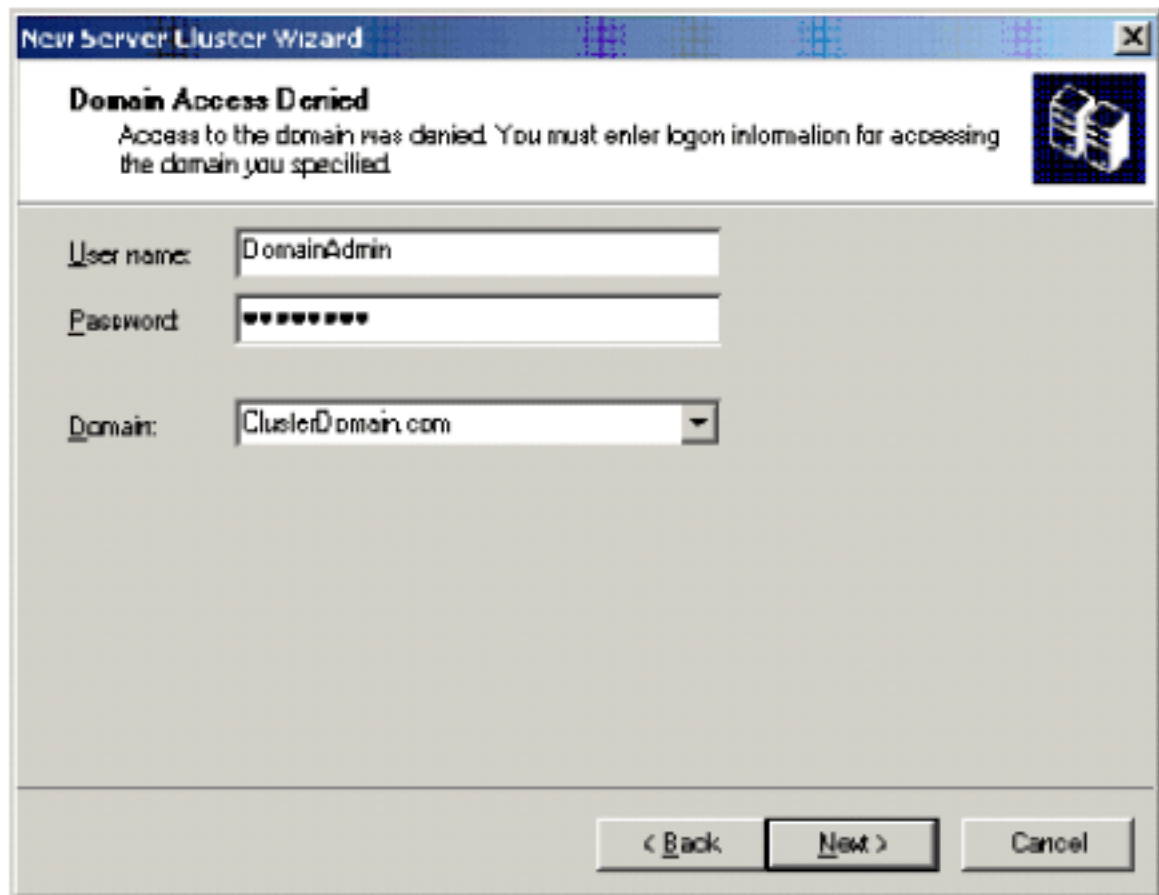 New Server Cluster Wizard
Domain Access Denied
Access to the domain was denied. You must enter logon information for accessing
the domain you specified.
User name:
DomainAdmin
Password:
Domain:
ClusterDomain.com
< Back
Next >
Cancel